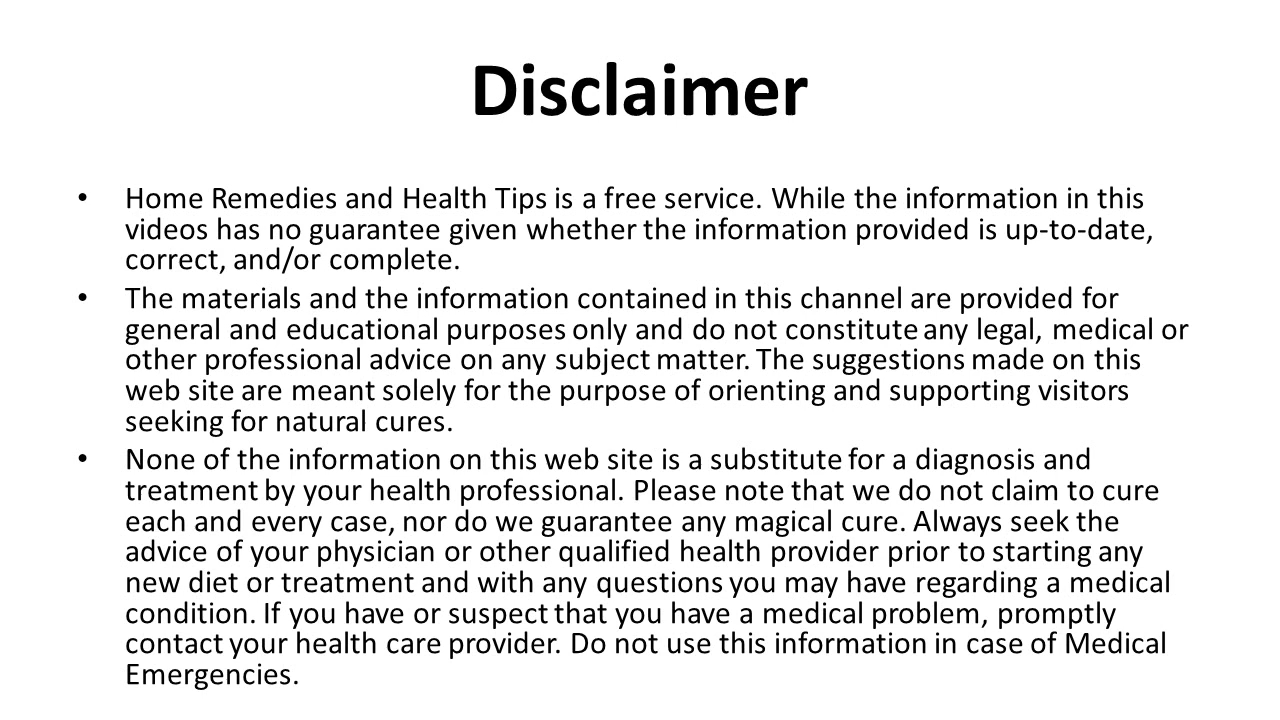 Disclaimer
• Home Remedies and Health Tips is a free service. While the information in this
videos has no guarantee given whether the information provided is up-to-date,
correct, and/or complete.
• The materials and the information contained in this channel are provided for
general and educational purposes only and do not constitute any legal, medical or
other professional advice on any subject matter. The suggestions made on this
web site are meant solely for the purpose of orienting and supporting visitors
seeking for natural cures.
• None of the information on this web site is a substitute for a diagnosis and
treatment by your health professional. Please note that we do not claim to cure
each and every case, nor do we guarantee any magical cure. Always seek the
advice of your physician or other qualified health provider prior to starting any
new diet or treatment and with any questions you may have regarding a medical
condition. If you have or suspect that you have a medical problem, promptly
contact your health care provider. Do not use this information in case of Medical
Emergencies.